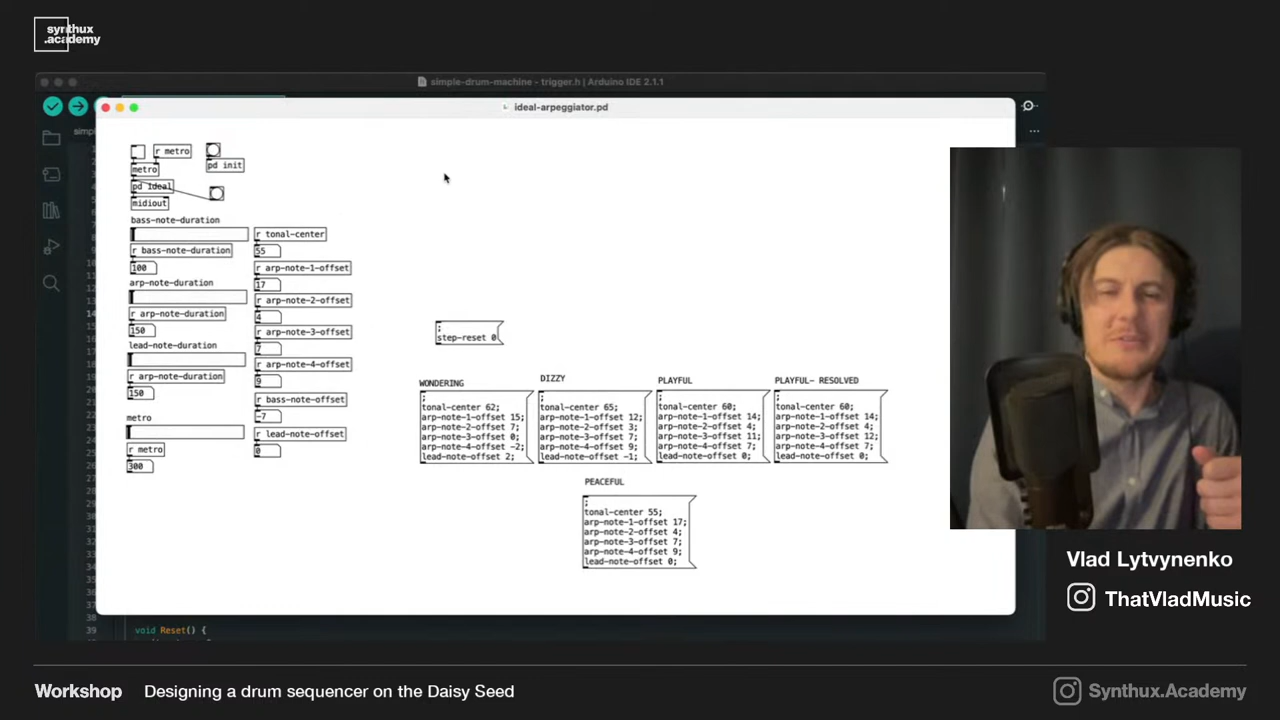 synthux
.academy
simple-drum-machine - trigger.h | Arduino IDE 2.1.1
ideal-arpeggiator.pd
simpl
r metro
metro
pd init
pd ideal
midiout
bass-note-duration
r bass-note-duration
100
arp-note-duration
r arp-note-duration
150
lead-note-duration
r arp-note-duration
150
metro
r metro
300
r tonal-center
55
r arp-note-1-offset
17
r arp-note-2-offset
4
r arp-note-3-offset
7
r arp-note-4-offset
9
r bass-note-offset
-7
r lead-note-offset
0
;
step-reset 0
WONDERING
;
tonal-center 62;
arp-note-1-offset 15;
arp-note-2-offset 7;
arp-note-3-offset 0;
arp-note-4-offset -2;
lead-note-offset 2;
DIZZY
;
tonal-center 65;
arp-note-1-offset 12;
arp-note-2-offset 3;
arp-note-3-offset 7;
arp-note-4-offset 9;
lead-note-offset -1;
PLAYFUL
;
tonal-center 60;
arp-note-1-offset 14;
arp-note-2-offset 4;
arp-note-3-offset 11;
arp-note-4-offset 7;
lead-note-offset 0;
PLAYFUL- RESOLVED
;
tonal-center 60;
arp-note-1-offset 14;
arp-note-2-offset 4;
arp-note-3-offset 12;
arp-note-4-offset 7;
lead-note-offset 0;
PEACEFUL
;
tonal-center 55;
arp-note-1-offset 17;
arp-note-2-offset 4;
arp-note-3-offset 7;
arp-note-4-offset 9;
lead-note-offset 0;
38
39
void Reset() {
Vlad Lytvynenko
ThatVladMusic
Workshop Designing a drum sequencer on the Daisy Seed
Synthux.Academy